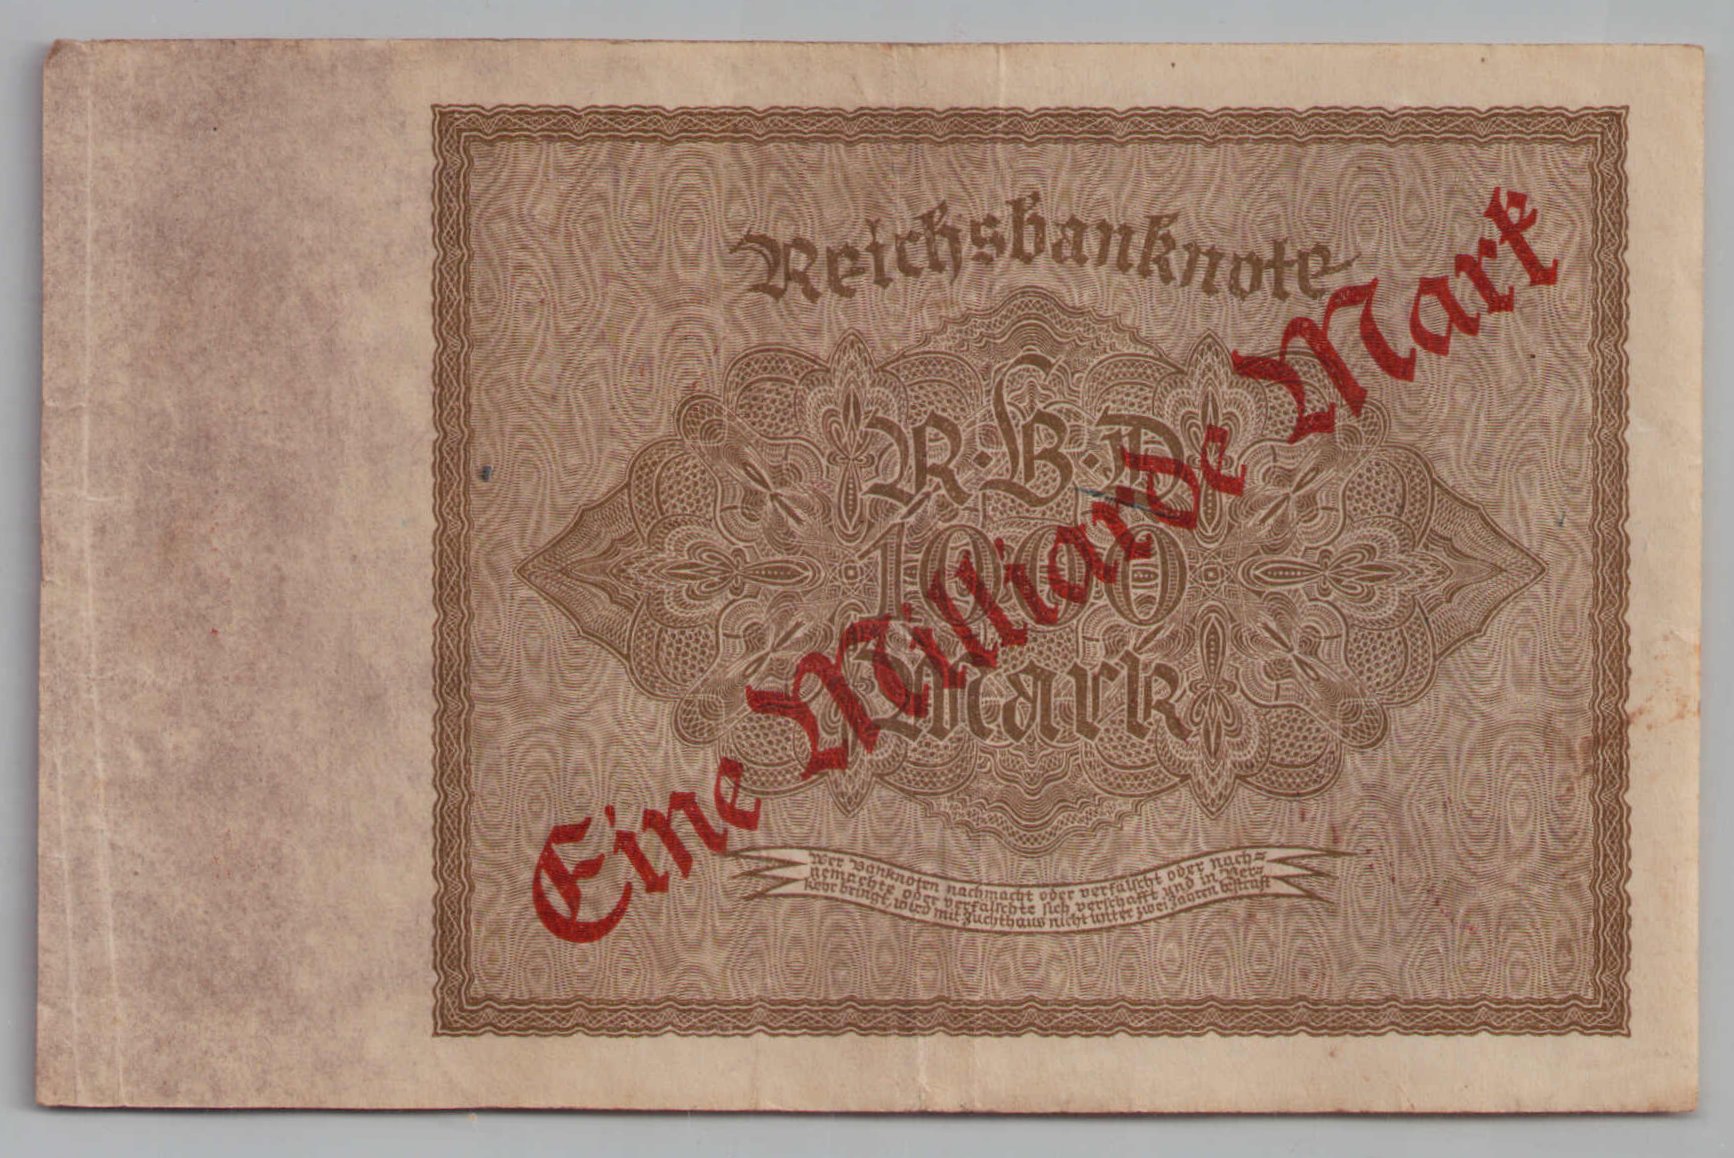 Reichsbanknote
R·B·D
1000
Mark
Eine Milliarde Mark
Wer Banknoten nachmacht oder verfälscht oder nach=
gemachte oder verfälschte sich verschafft und in Ver=
kehr bringt, wird mit Zuchthaus nicht unter zwei Jahren bestraft